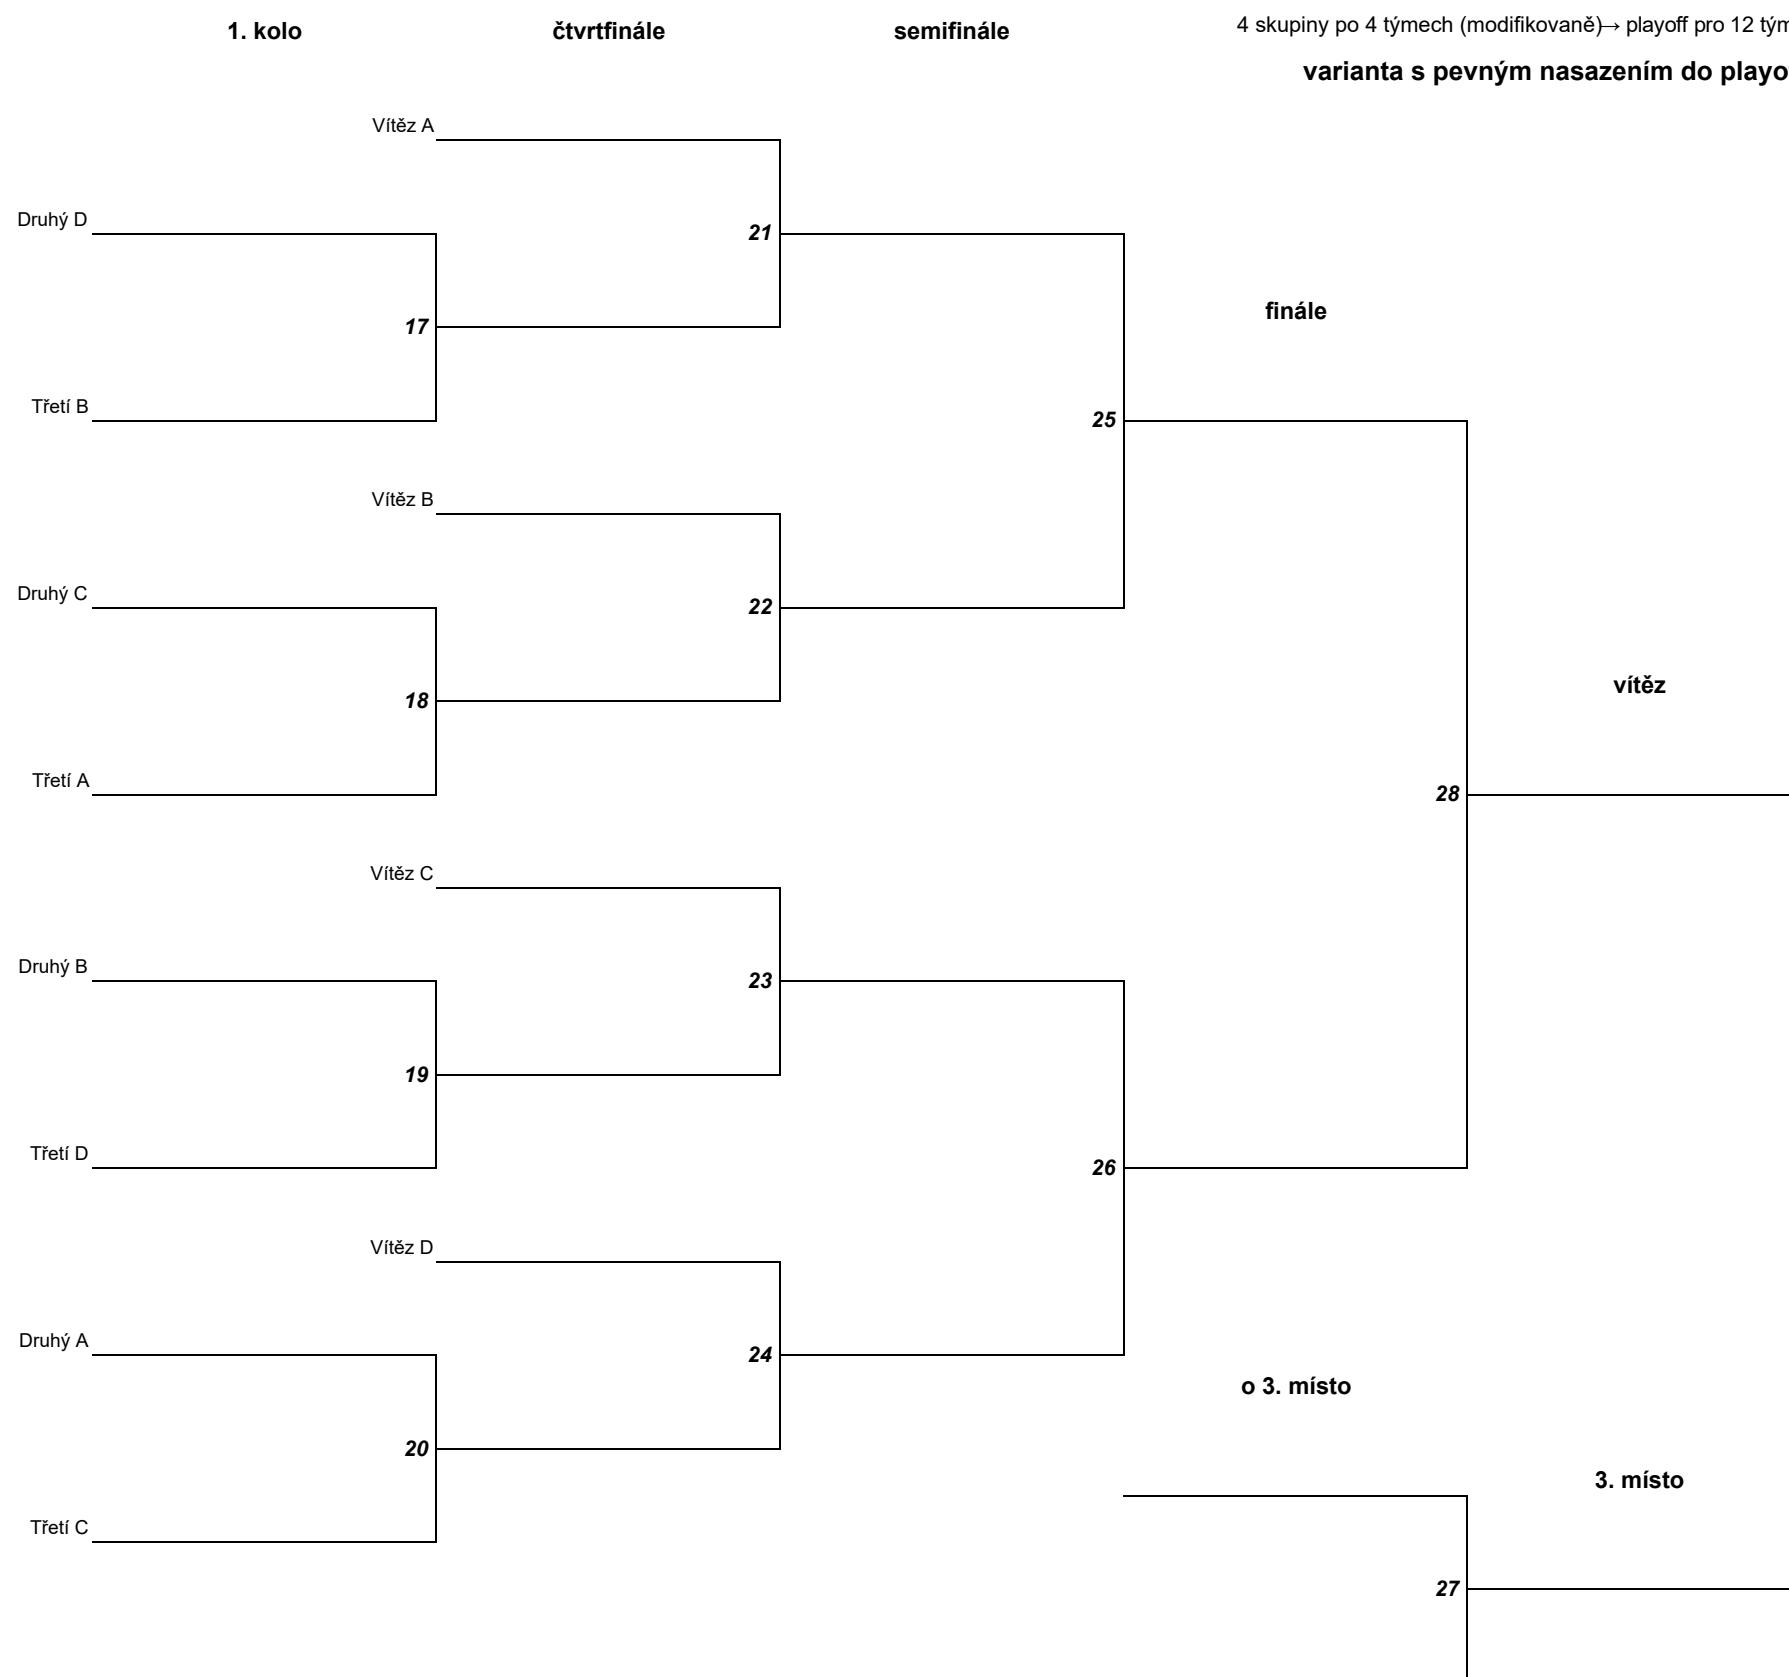 1. kolo
čtvrtfinále
semifinále
4 skupiny po 4 týmech (modifikovaně)→ playoff pro 12
varianta s pevným nasazením do
Vítěz A
Druhý D
21
finále
17
Třetí B
25
Vítěz B
Druhý C
22
vítěz
18
Třetí A
28
Vítěz C
Druhý B
23
19
Třetí D
26
Vítěz D
Druhý A
24
o 3. místo
20
3. místo
Třetí C
27